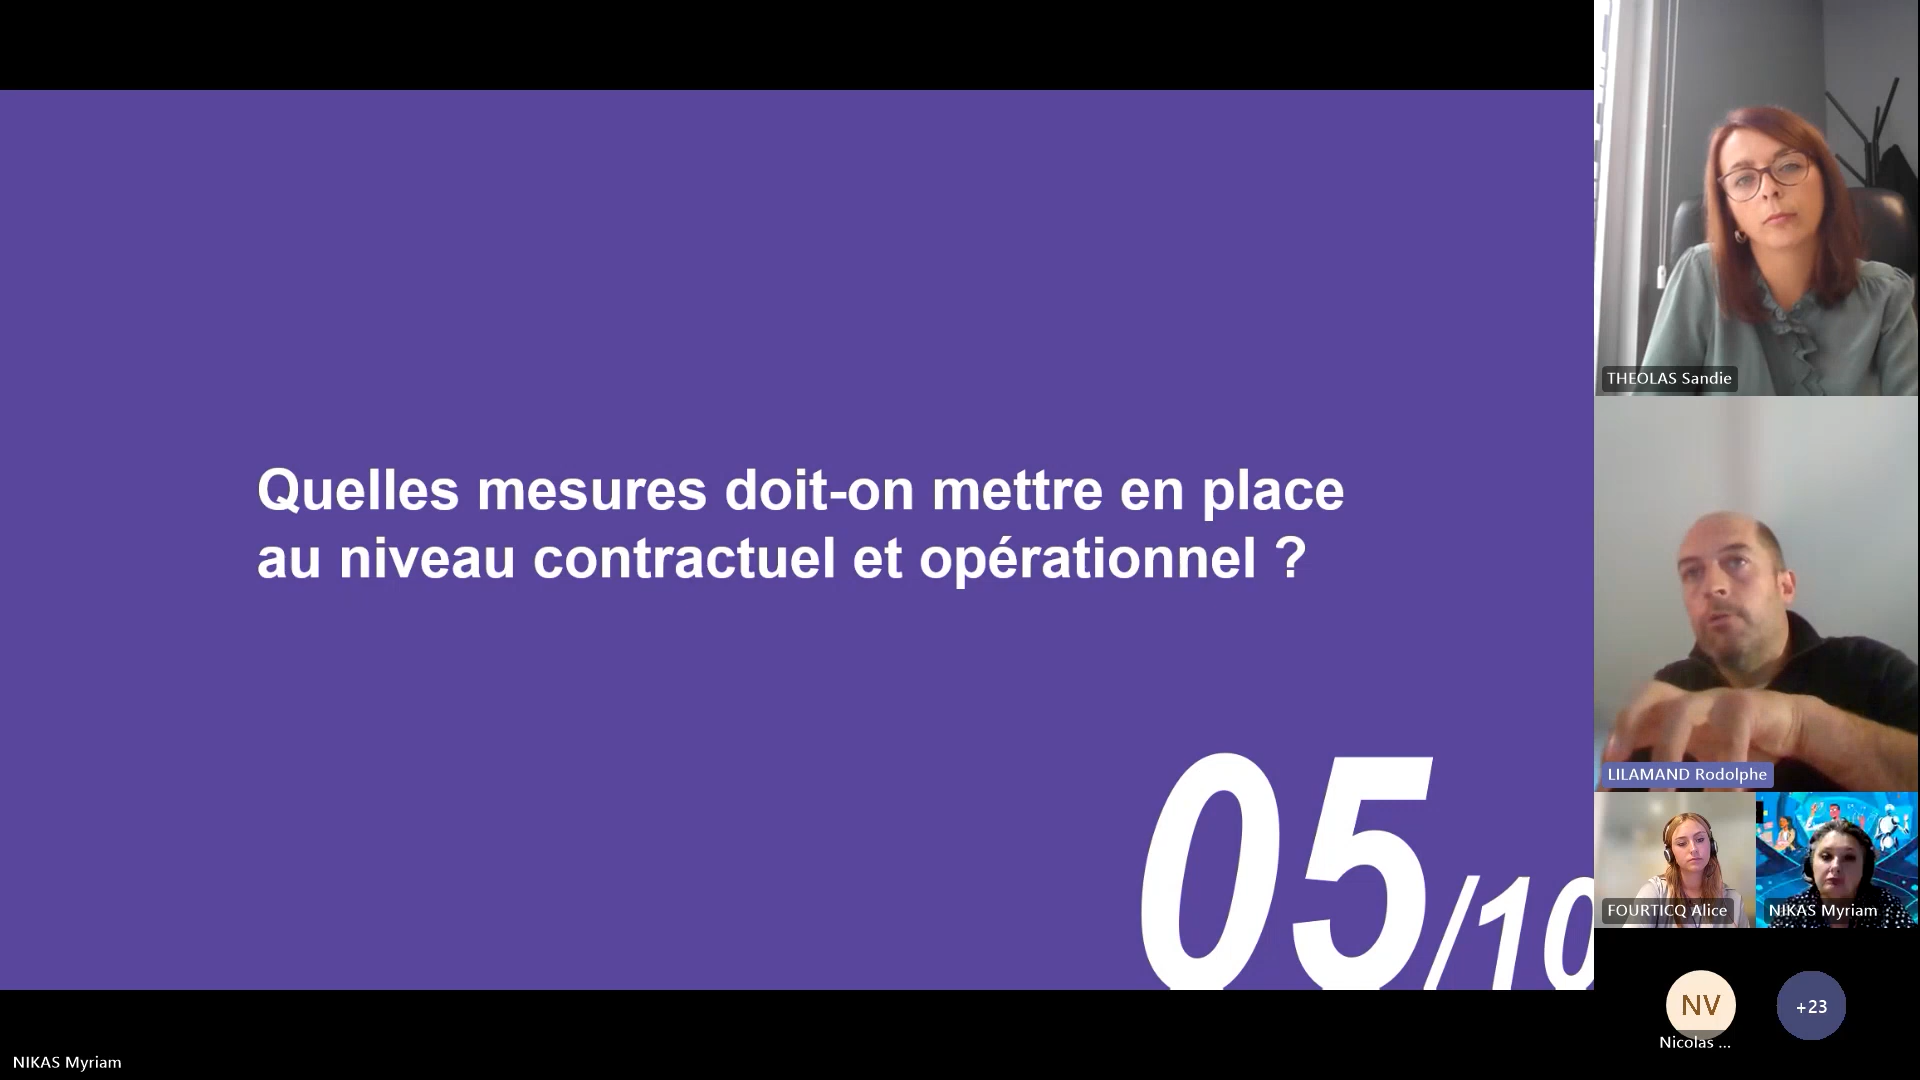 Quelles mesures doit-on mettre en place
au niveau contractuel et opérationnel ?
05/10
THEOLAS Sandie
LILAMAND Rodolphe
FOURTICQ Alice
NIKAS Myriam
NV
+23
Nicolas ...
NIKAS Myriam